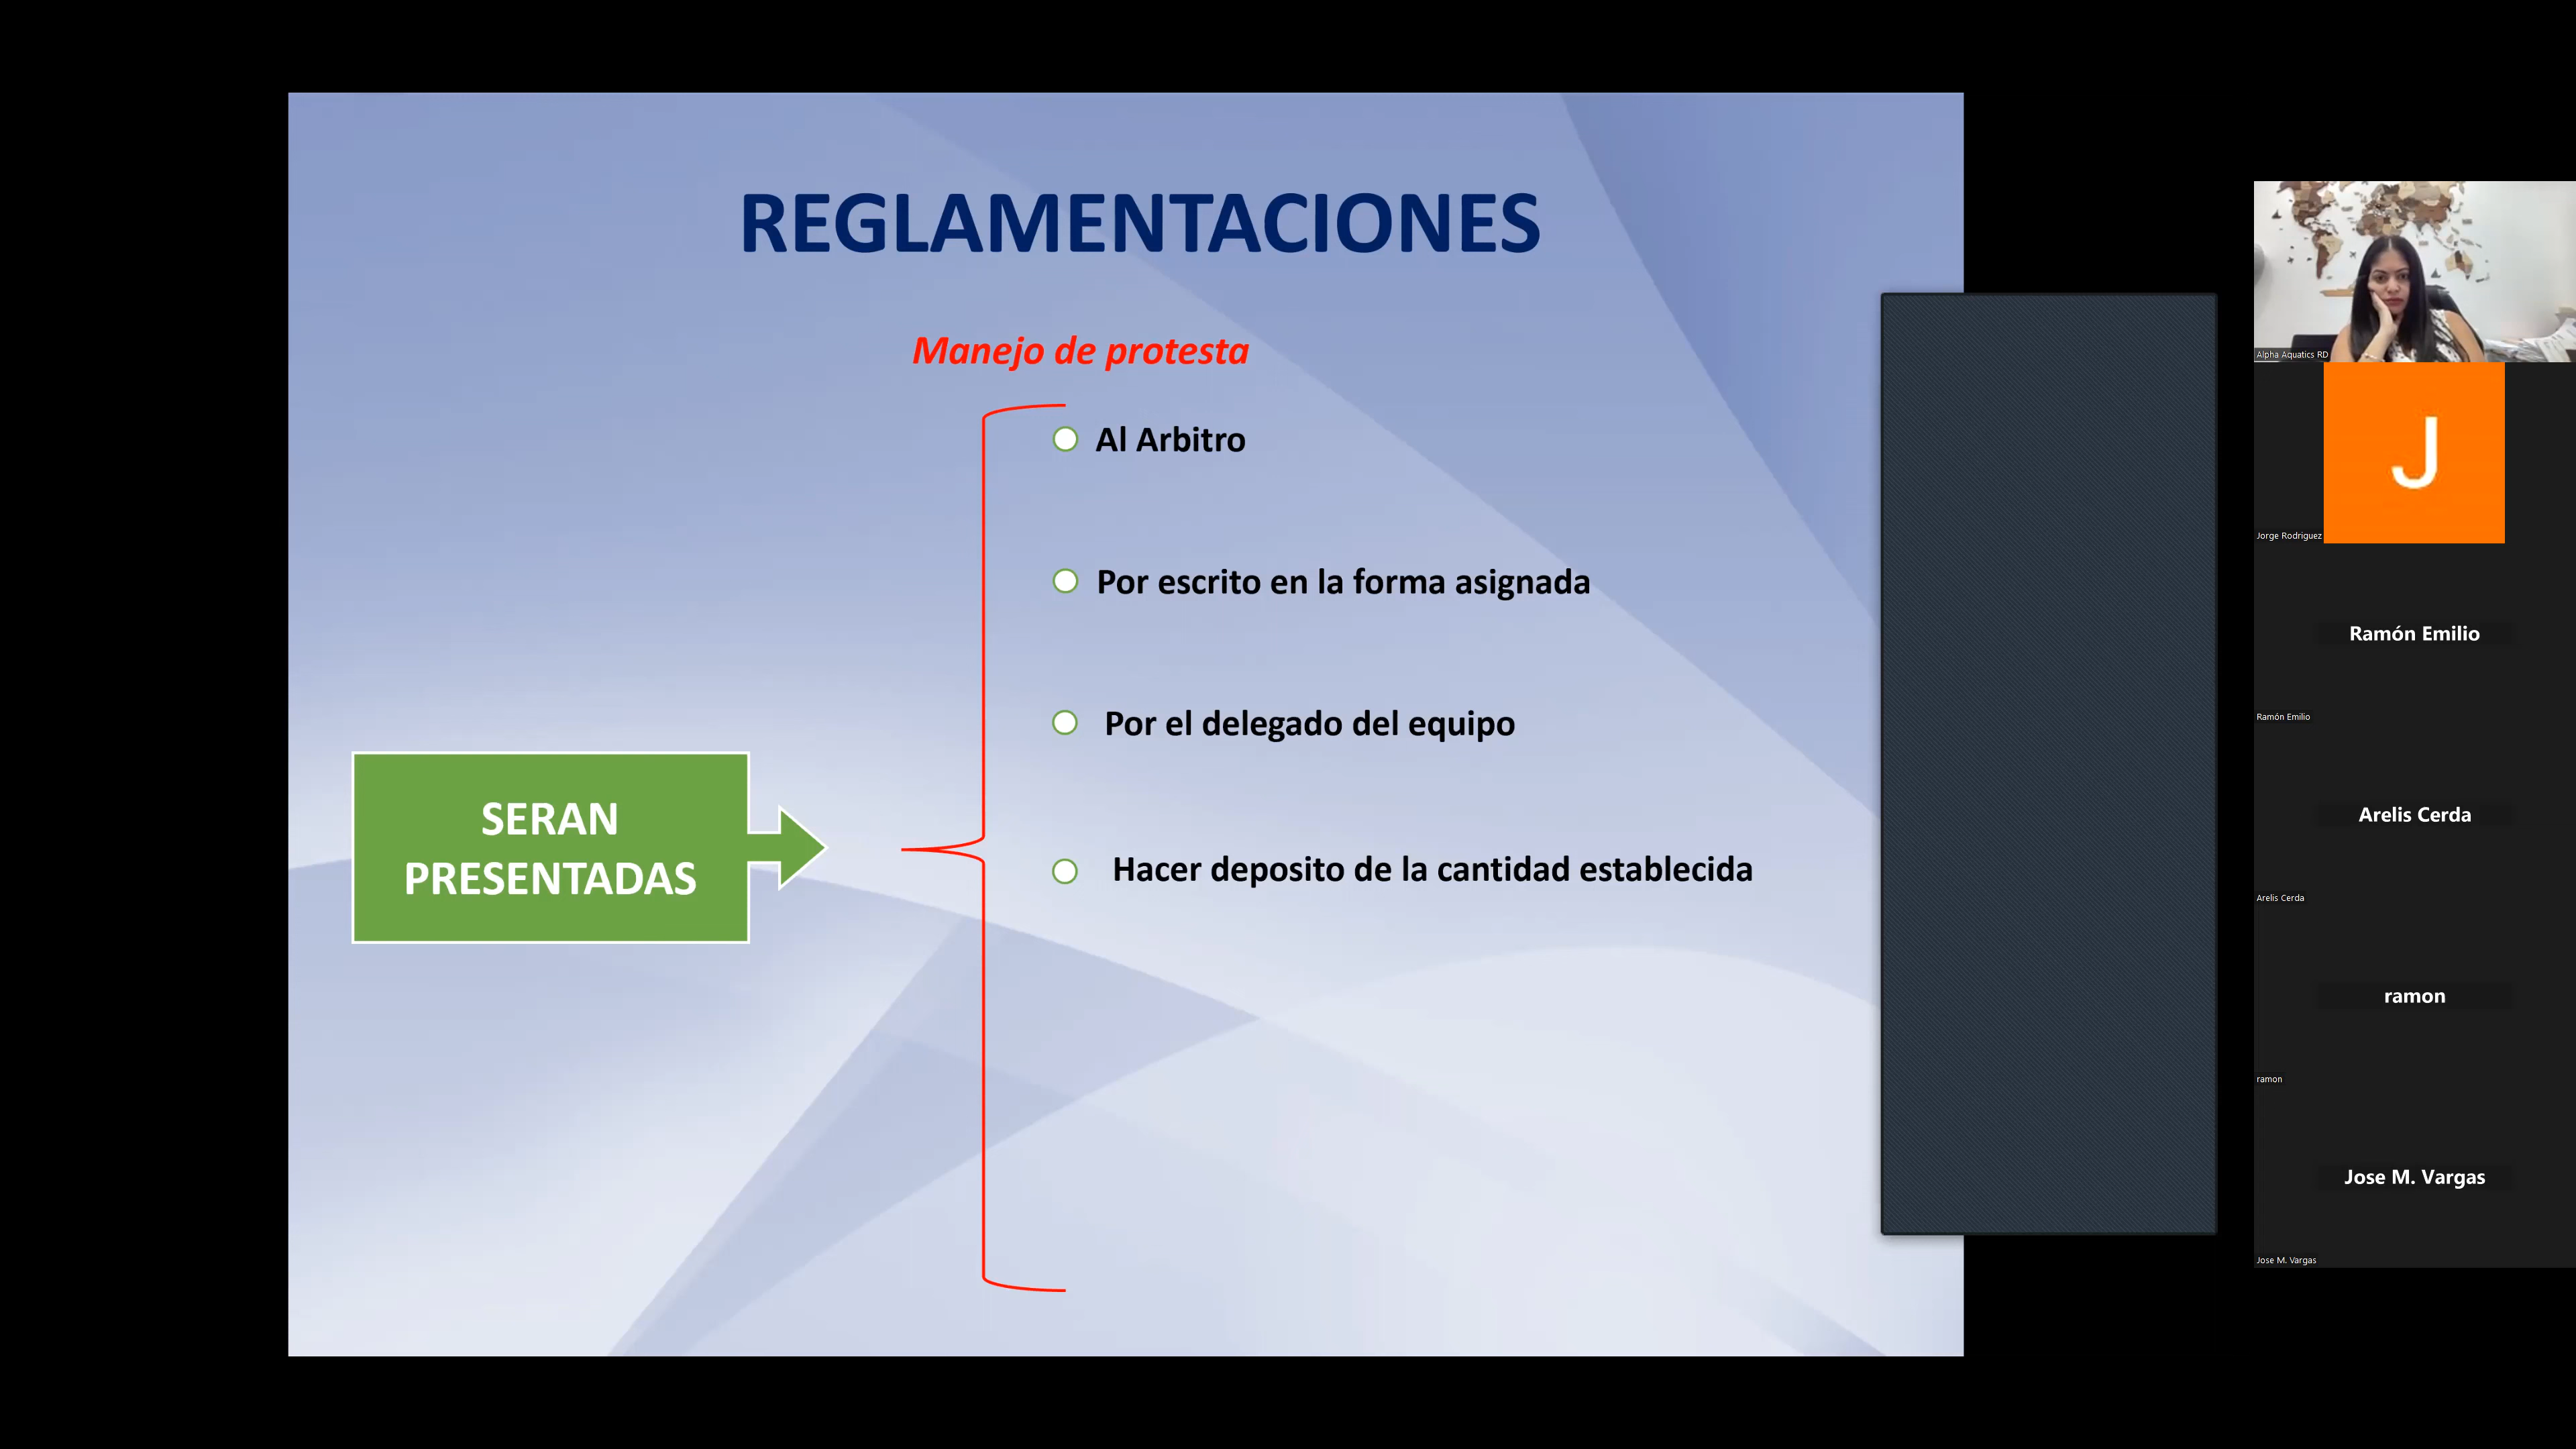 REGLAMENTACIONES
Manejo de protesta
Al Arbitro
Por escrito en la forma asignada
Por el delegado del equipo
Hacer deposito de la cantidad establecida
SERAN
PRESENTADAS
Alpha Aquatics RD
J
Jorge Rodriguez
Ramón Emilio
Ramón Emilio
Arelis Cerda
Arelis Cerda
ramon
ramon
Jose M. Vargas
Jose M. Vargas